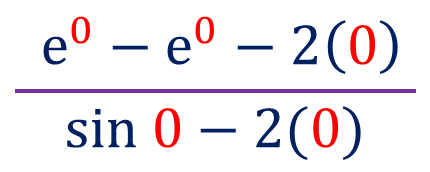 e⁰ − e⁰ − 2(0)
sin 0 − 2(0)